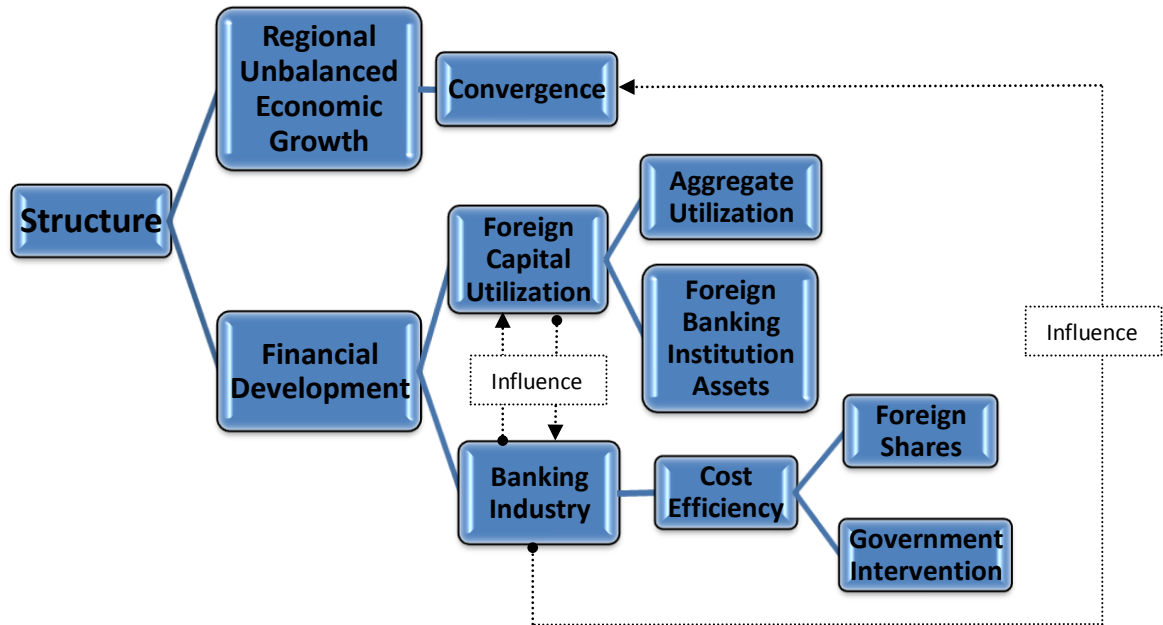 Regional
Unbalanced
Economic
Growth
Convergence
Structure
Aggregate
Utilization
Foreign
Capital
Utilization
Foreign
Banking
Institution
Assets
Influence
Financial
Development
Influence
Foreign
Shares
Banking
Industry
Cost
Efficiency
Government
Intervention